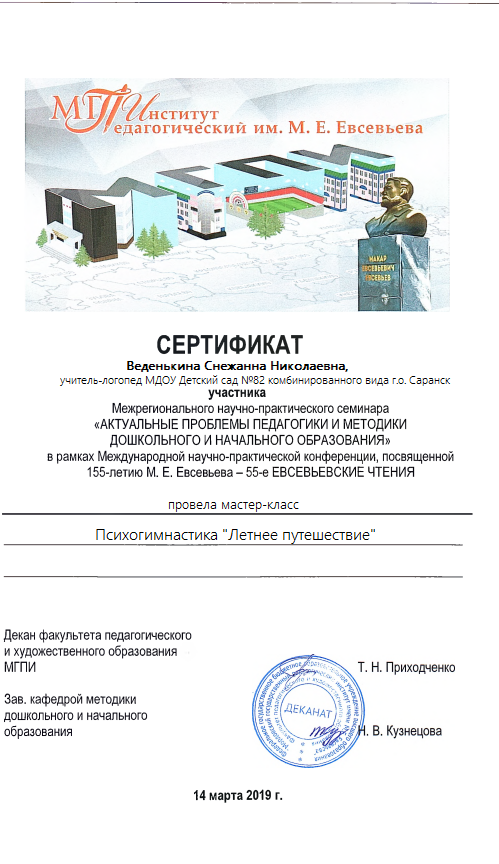 МГПИнститут
едагогический им. М. Е. Евсевьева
МАКАР
ЕВСЕВЬЕВИЧ
ЕВСЕВЬЕВ
СЕРТИФИКАТ
Веденькина Снежанна Николаевна,
учитель-логопед МДОУ Детский сад №82 комбинированного вида г.о. Саранск
участника
Межрегионального научно-практического семинара
«АКТУАЛЬНЫЕ ПРОБЛЕМЫ ПЕДАГОГИКИ И МЕТОДИКИ
ДОШКОЛЬНОГО И НАЧАЛЬНОГО ОБРАЗОВАНИЯ»
в рамках Международной научно-практической конференции, посвященной
155-летию М. Е. Евсевьева – 55-е ЕВСЕВЬЕВСКИЕ ЧТЕНИЯ
провела мастер-класс
Психогимнастика "Летнее путешествие"
Декан факультета педагогического
и художественного образования
МГПИ
Т. Н. Приходченко
Зав. кафедрой методики
дошкольного и начального
образования
Н. В. Кузнецова
ДЕКАНАТ
14 марта 2019 г.